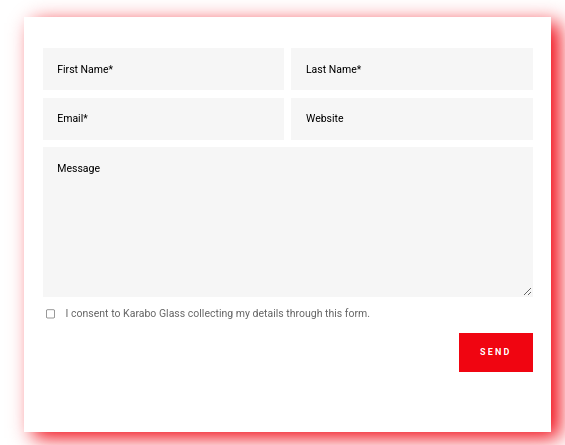 First Name*
Last Name*
Email*
Website
Message
I consent to Karabo Glass collecting my details through this form.
SEND